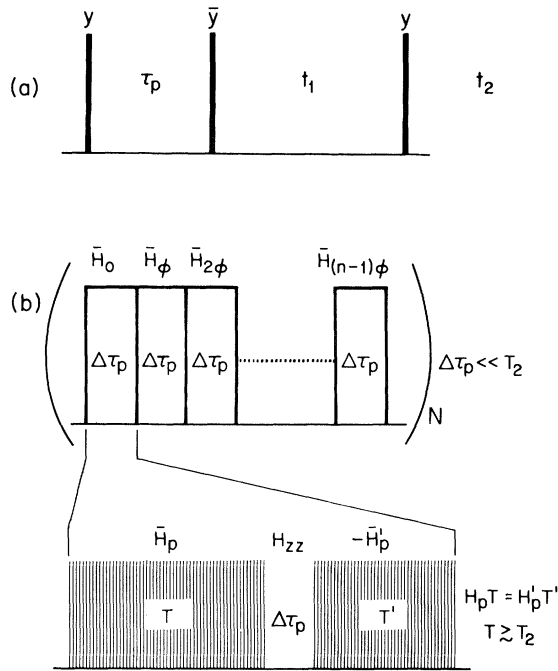 y ȳ y
(a) τp t₁ t₂
H̄₀ H̄ϕ H̄₂ϕ H̄(n-1)ϕ
(b) Δτp Δτp Δτp Δτp Δτp << T₂
N
H̄p Hzz -H̄'p
T Δτp T'
HpT = H'pT'
T ≳ T₂